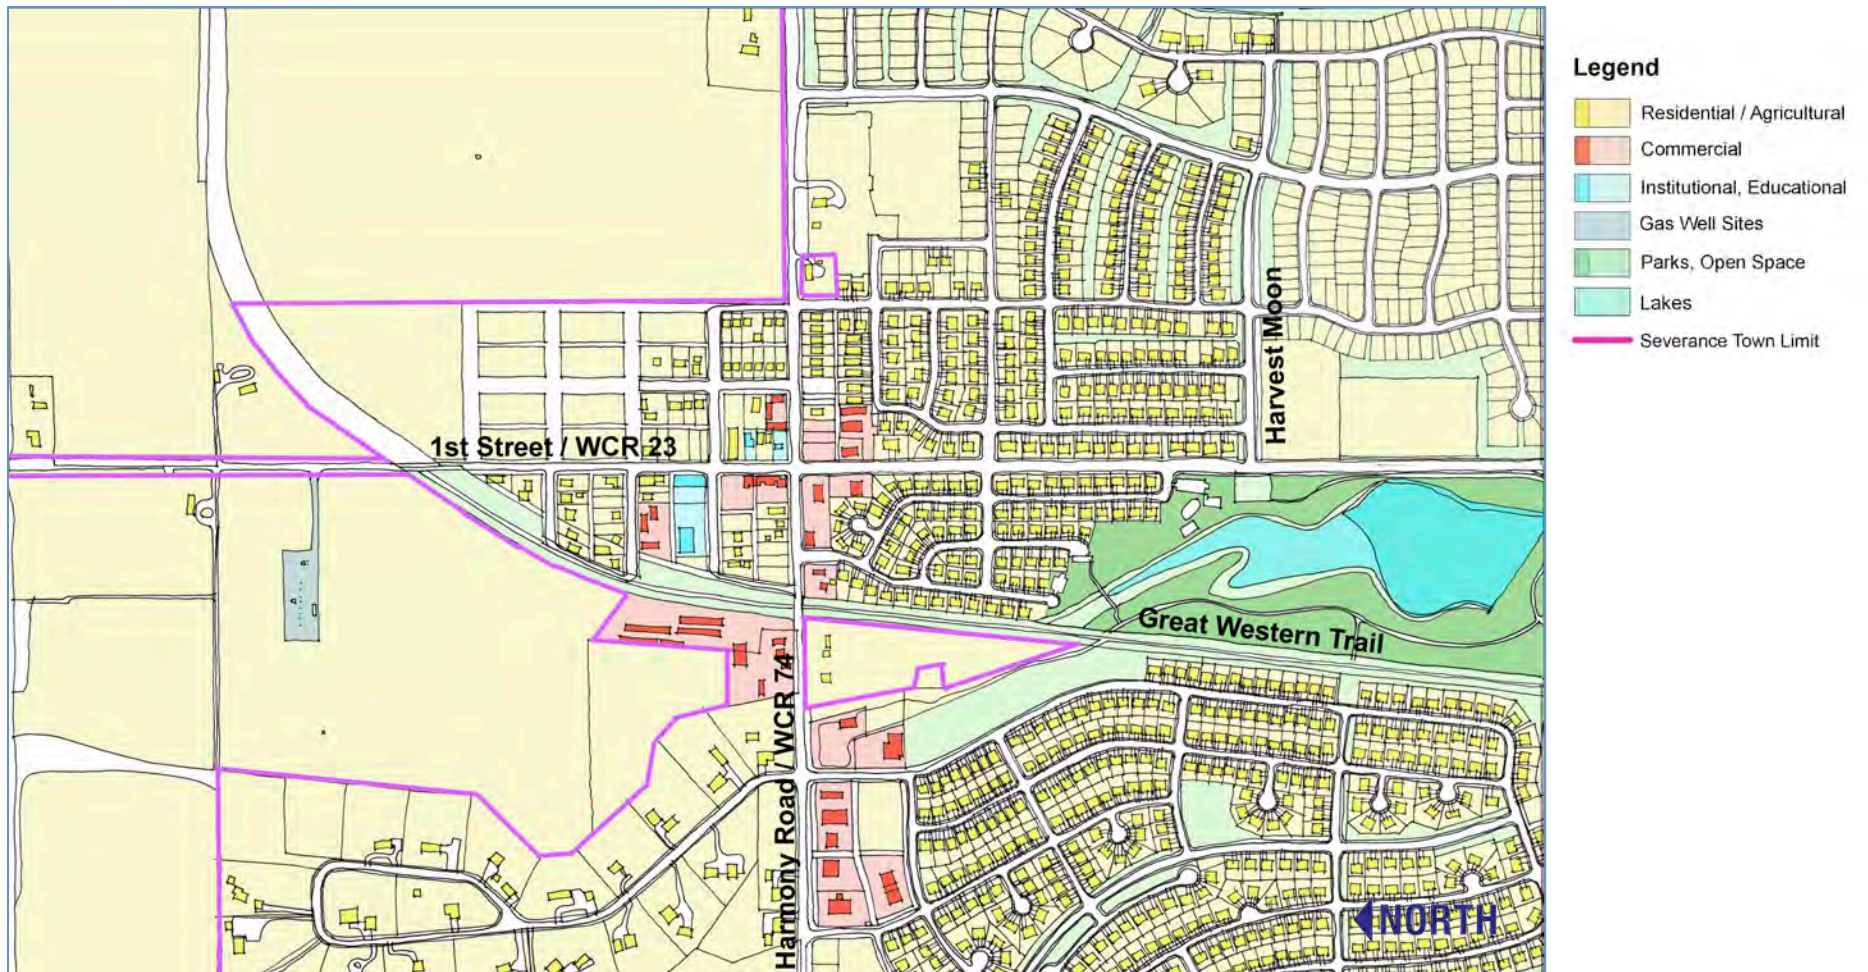 Legend
Residential / Agricultural
Commercial
Institutional, Educational
Gas Well Sites
Parks, Open Space
Lakes
Severance Town Limit
Harvest Moon
1st Street / WCR 23
Great Western Trail
Harmony Road / WCR 74
NORTH